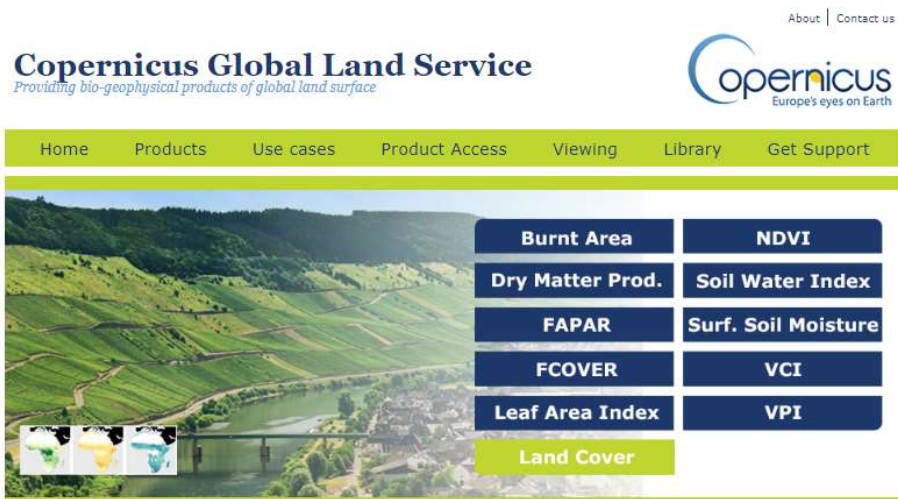 About | Contact us
Copernicus Global Land Service
Providing bio-geophysical products of global land surface
opernicus
Europe's eyes on Earth
Home Products Use cases Product Access Viewing Library Get Support
Burnt Area NDVI
Dry Matter Prod. Soil Water Index
FAPAR Surf. Soil Moisture
FCOVER VCI
Leaf Area Index VPI
Land Cover